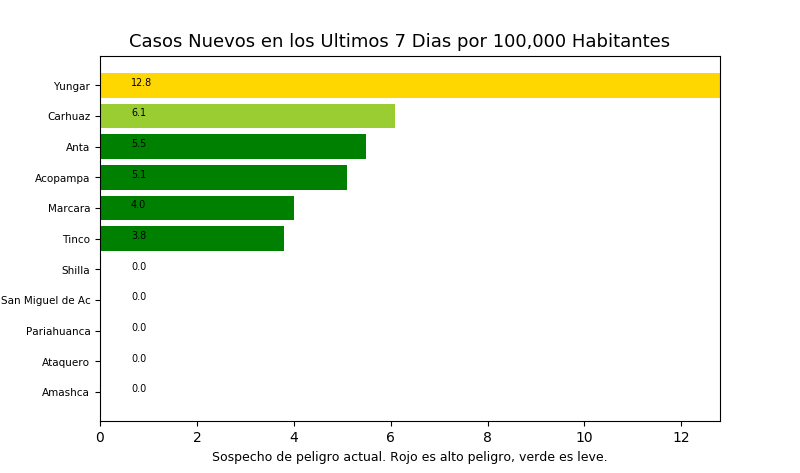 Casos Nuevos en los Ultimos 7 Dias por 100,000 Habitantes
Yungar 12.8
Carhuaz 6.1
Anta 5.5
Acopampa 5.1
Marcara 4.0
Tinco 3.8
Shilla 0.0
San Miguel de Ac 0.0
Pariahuanca 0.0
Ataquero 0.0
Amashca 0.0
0 2 4 6 8 10 12
Sospecho de peligro actual. Rojo es alto peligro, verde es leve.